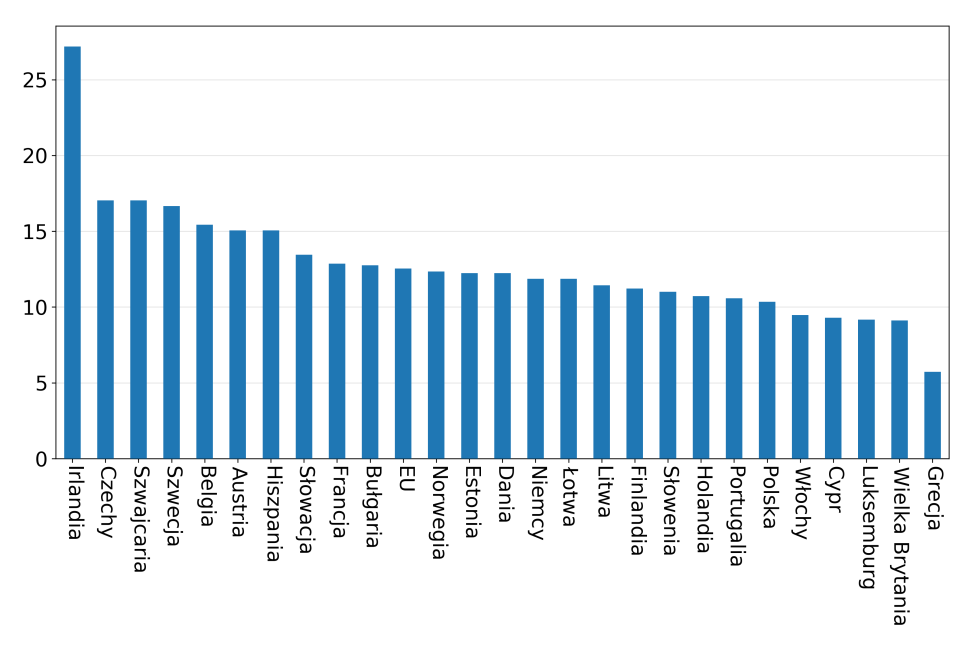 25
20
15
10
5
0
Irlandia
Czechy
Szwajcaria
Szwecja
Belgia
Austria
Hiszpania
Słowacja
Francja
Bułgaria
EU
Norwegia
Estonia
Dania
Niemcy
Łotwa
Litwa
Finlandia
Słowenia
Holandia
Portugalia
Polska
Włochy
Cypr
Luksemburg
Wielka Brytania
Grecja